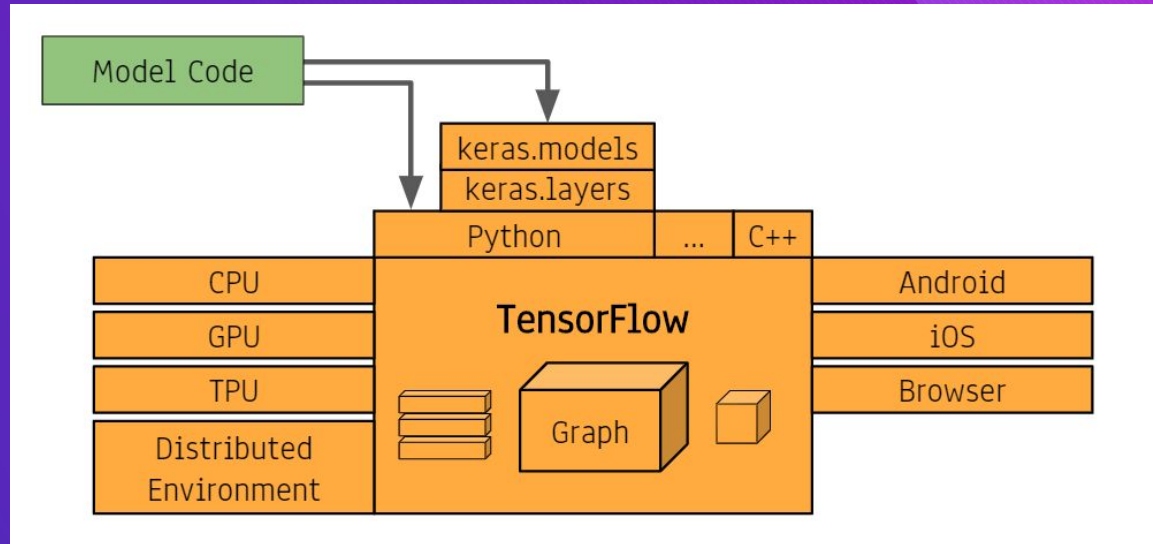 Model Code
keras.models
keras.layers
Python ... C++
CPU
GPU
TPU
Distributed
Environment
TensorFlow
Graph
Android
iOS
Browser